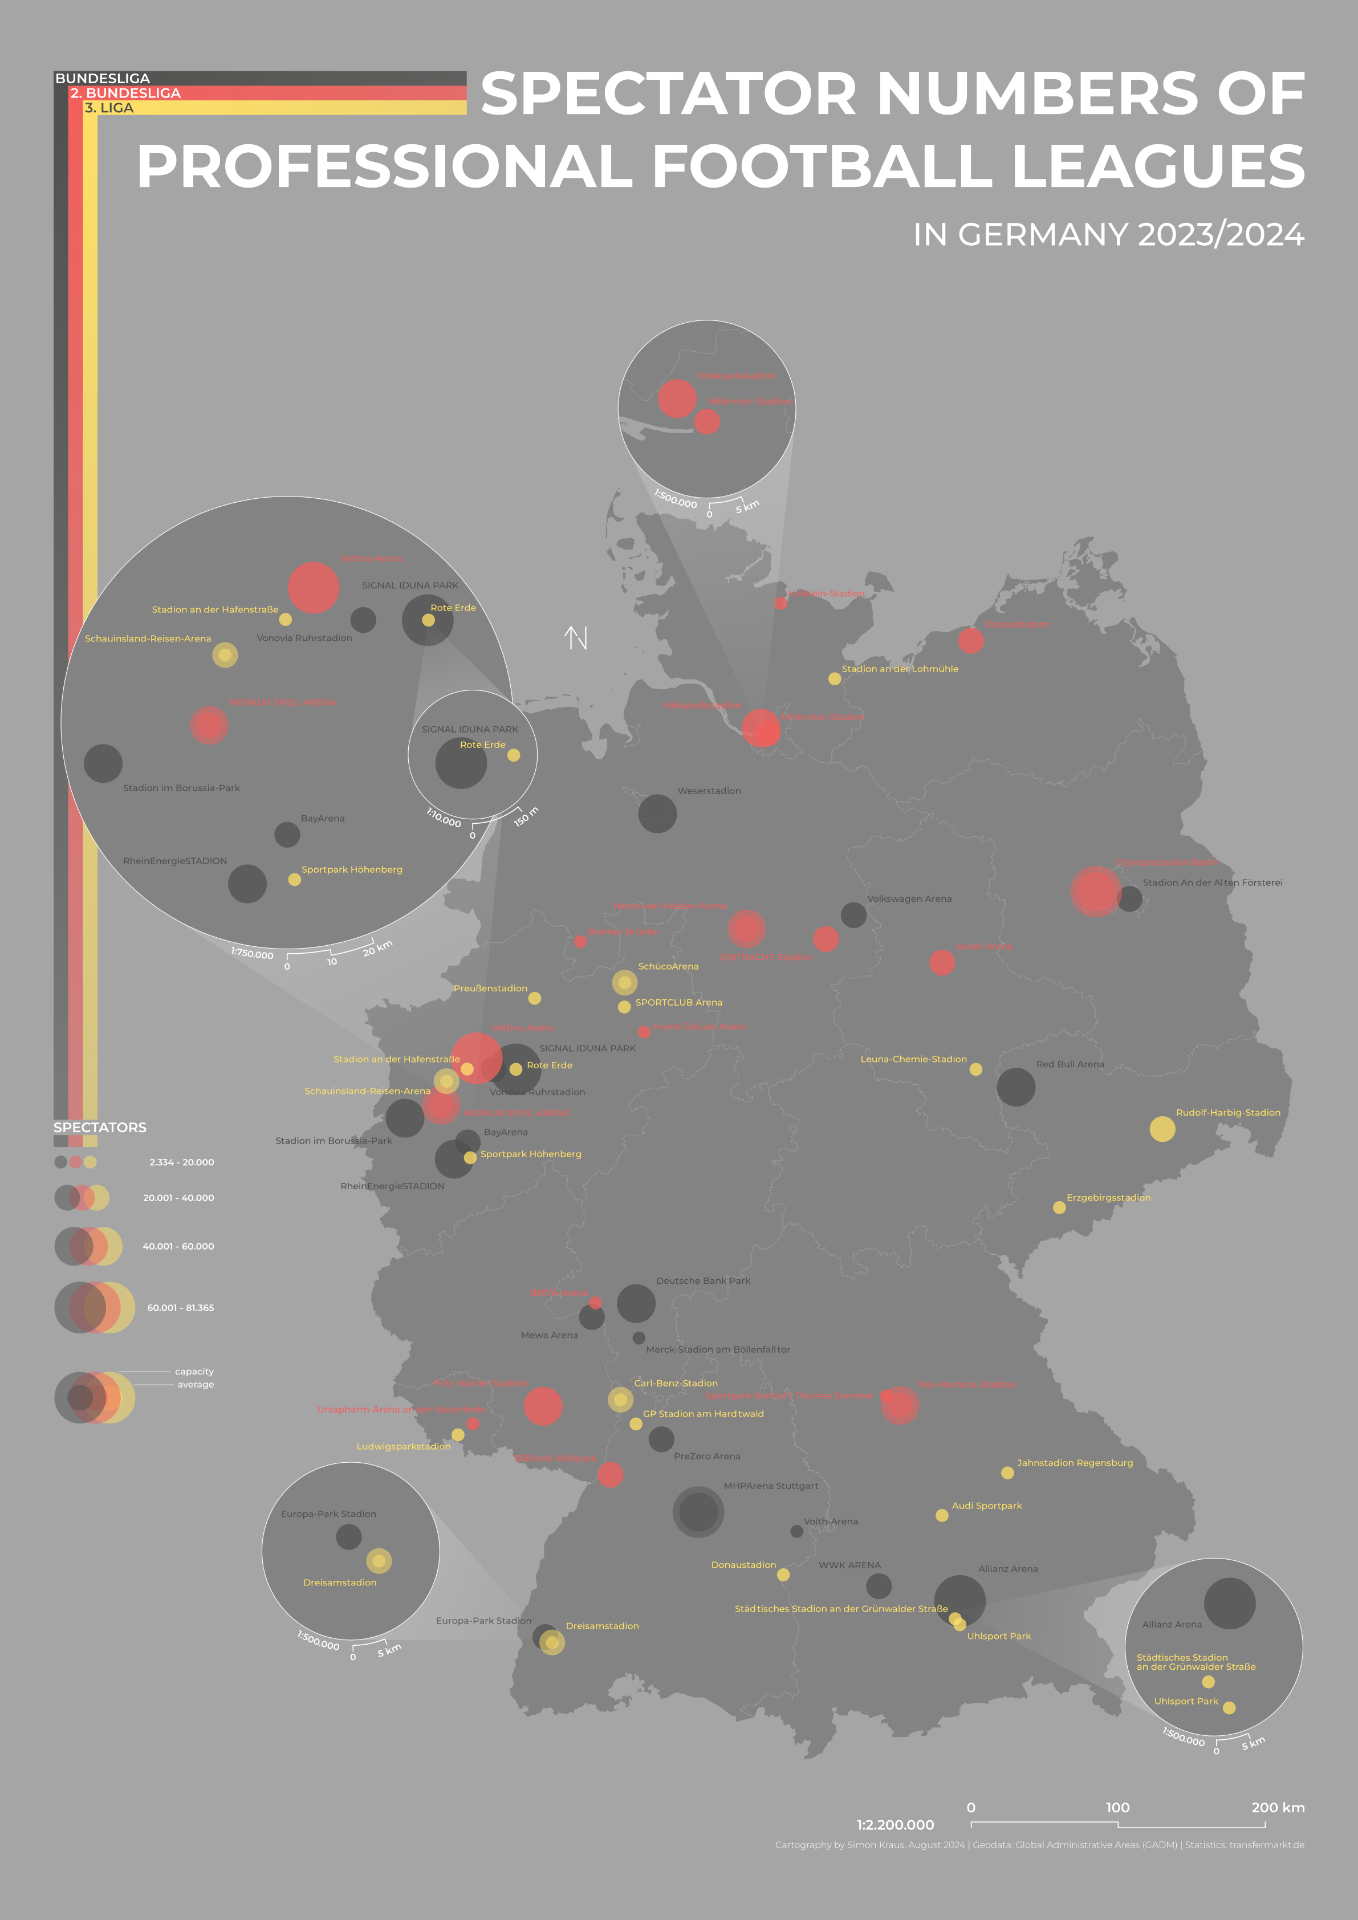 BUNDESLIGA
2. BUNDESLIGA
3. LIGA
SPECTATOR NUMBERS OF
PROFESSIONAL FOOTBALL LEAGUES
IN GERMANY 2023/2024
Volksparkstadion
Millerntor-Stadion
1:500.000
0
5 km
Veltins-Arena
SIGNAL IDUNA PARK
Stadion an der Hafenstraße
Rote Erde
Vonovia Ruhrstadion
Schauinsland-Reisen-Arena
MERKUR SPIEL-ARENA
Stadion im Borussia-Park
BayArena
RheinEnergieSTADION
Sportpark Höhenberg
1:750.000
0
10
20 km
SIGNAL IDUNA PARK
Rote Erde
1:10.000
0
150 m
N
Holstein-Stadion
Ostseestadion
Stadion an der Lohmühle
Volksparkstadion
Millerntor-Stadion
Weserstadion
Olympiastadion Berlin
Stadion An der Alten Försterei
Volkswagen Arena
Heinz-von-Heiden-Arena
Bremer Brücke
EINTRACHT-Stadion
Avnet Arena
SchücoArena
Preußenstadion
SPORTCLUB Arena
Home Deluxe Arena
Veltins-Arena
SIGNAL IDUNA PARK
Stadion an der Hafenstraße
Rote Erde
Vonovia Ruhrstadion
Schauinsland-Reisen-Arena
MERKUR SPIEL-ARENA
Stadion im Borussia-Park
BayArena
Sportpark Höhenberg
RheinEnergieSTADION
Leuna-Chemie-Stadion
Red Bull Arena
Rudolf-Harbig-Stadion
Erzgebirgsstadion
SPECTATORS
2.334 - 20.000
20.001 - 40.000
40.001 - 60.000
60.001 - 81.365
capacity
average
Deutsche Bank Park
BRITA-Arena
Mewa Arena
Merck-Stadion am Böllenfalltor
Fritz-Walter-Stadion
Carl-Benz-Stadion
Sportpark Ronhof | Thomas Sommer
Max-Morlock-Stadion
Ursapharm-Arena an der Kaiserlinde
GP Stadion am Hardtwald
Ludwigsparkstadion
PreZero Arena
BBBank Wildpark
Jahnstadion Regensburg
MHPArena Stuttgart
Audi Sportpark
Voith-Arena
Donaustadion
WWK ARENA
Allianz Arena
Städtisches Stadion an der Grünwalder Straße
Uhlsport Park
Europa-Park Stadion
Dreisamstadion
Europa-Park Stadion
Dreisamstadion
1:500.000
0
5 km
Allianz Arena
Städtisches Stadion
an der Grünwalder Straße
Uhlsport Park
1:500.000
0
5 km
0
100
200 km
1:2.200.000
Cartography by Simon Kraus, August 2024 | Geodata: Global Administrative Areas (GADM) | Statistics: transfermarkt.de